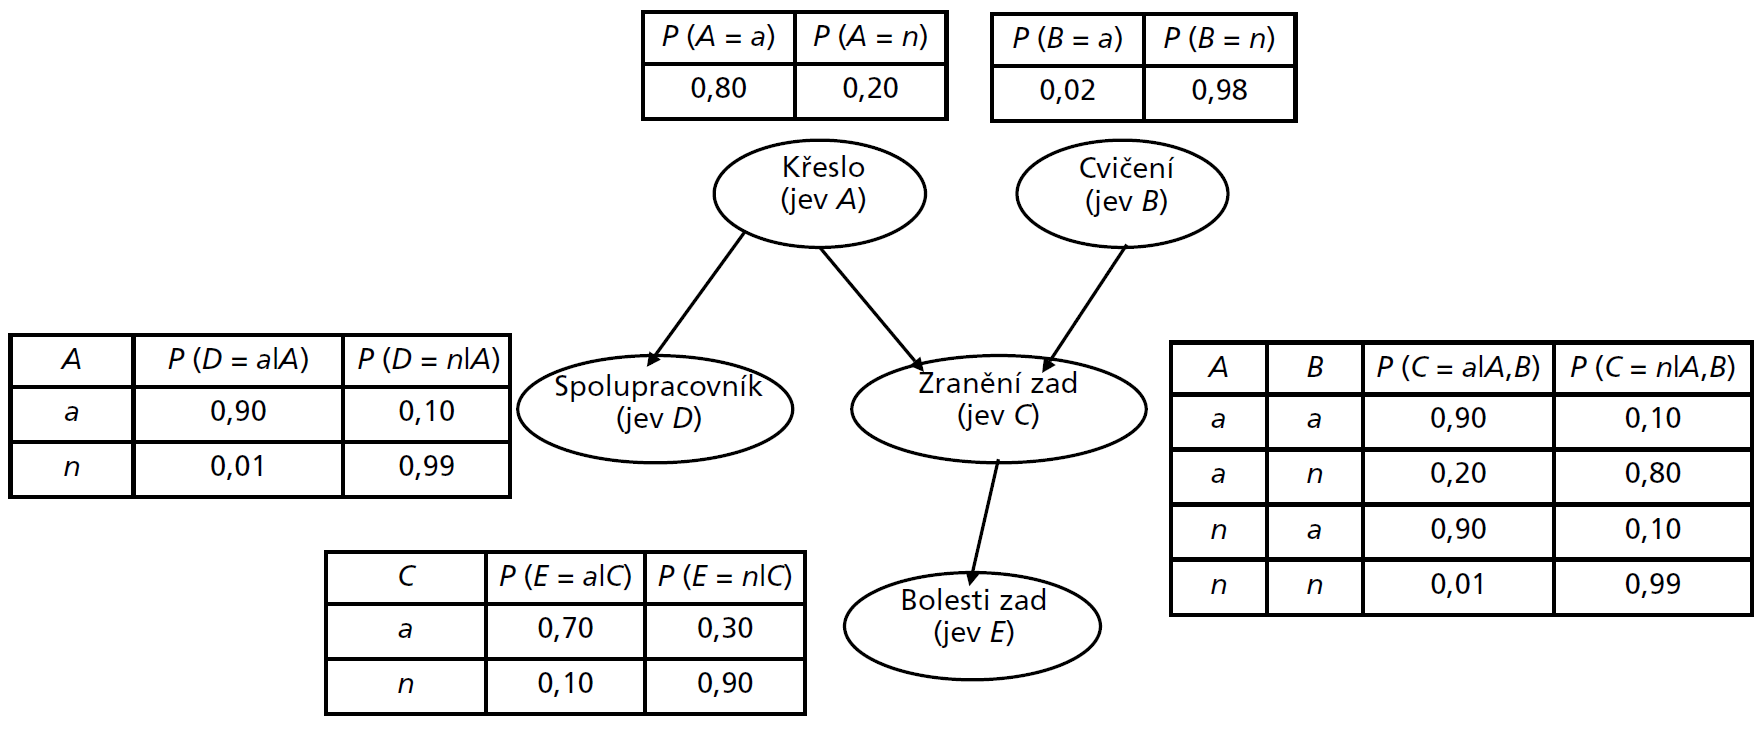 P (A = a) P (A = n)
0,80 0,20
P (B = a) P (B = n)
0,02 0,98
Křeslo
(jev A)
Cvičení
(jev B)
A P (D = a|A) P (D = n|A)
a 0,90 0,10
n 0,01 0,99
Spolupracovník
(jev D)
Zranění zad
(jev C)
A B P (C = a|A,B) P (C = n|A,B)
a a 0,90 0,10
a n 0,20 0,80
n a 0,90 0,10
n n 0,01 0,99
C P (E = a|C) P (E = n|C)
a 0,70 0,30
n 0,10 0,90
Bolesti zad
(jev E)